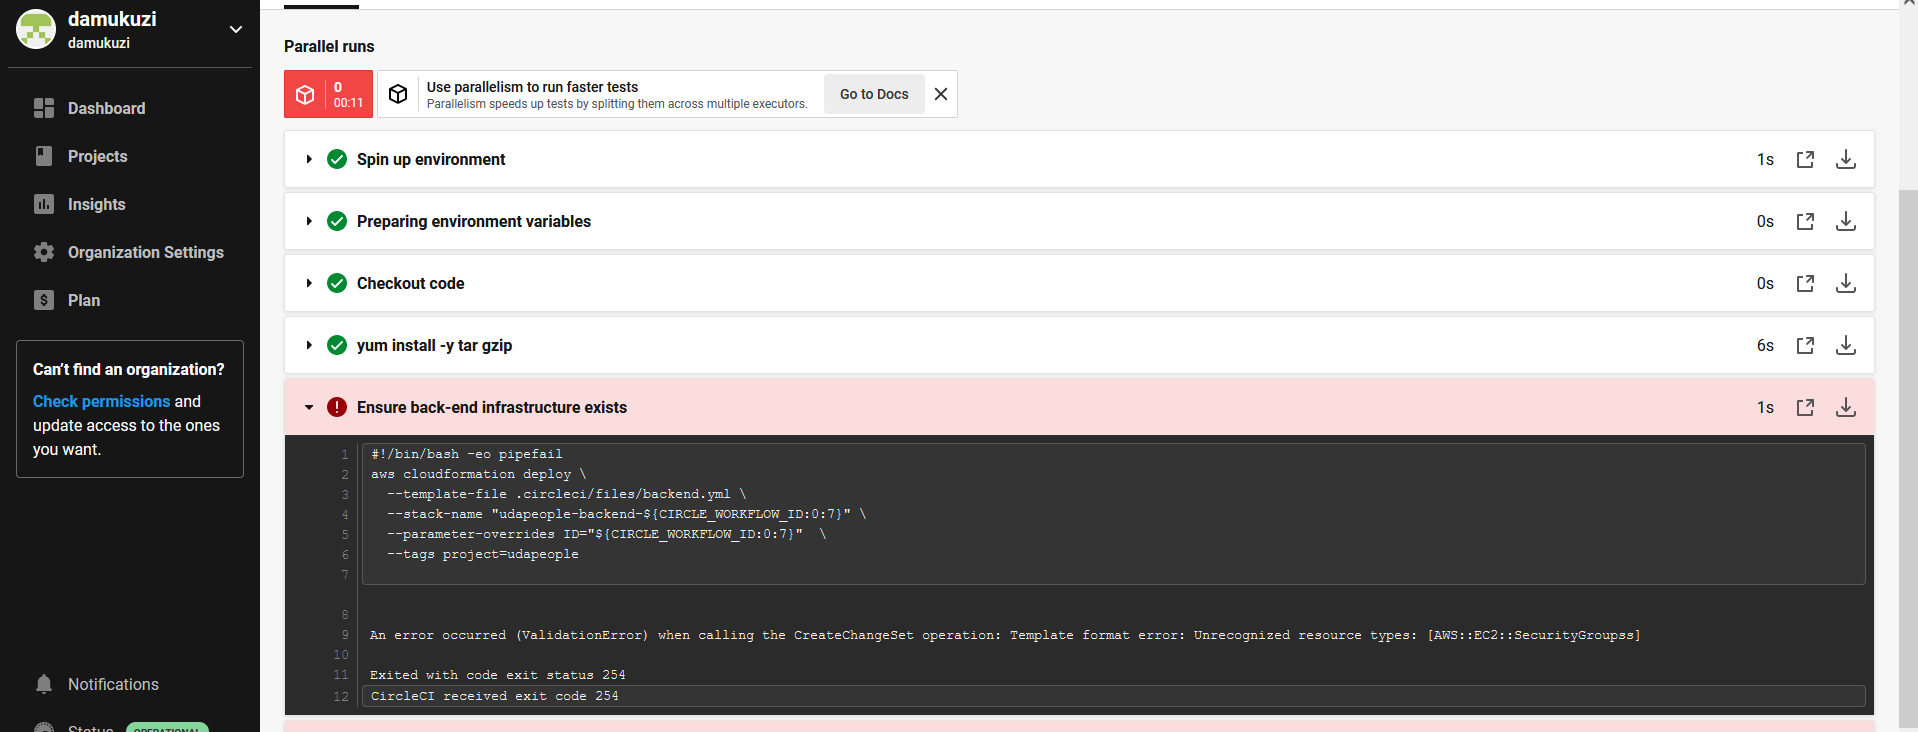 damukuzi
damukuzi
Dashboard
Projects
Insights
Organization Settings
Plan
Can't find an organization?
Check permissions and
update access to the ones
you want.
Notifications
Status OPERATIONAL
Parallel runs
0
00:11
Use parallelism to run faster tests
Parallelism speeds up tests by splitting them across multiple executors.
Go to Docs
Spin up environment 1s
Preparing environment variables 0s
Checkout code 0s
yum install -y tar gzip 6s
Ensure back-end infrastructure exists 1s
1 #!/bin/bash -eo pipefail
2 aws cloudformation deploy \
3 --template-file .circleci/files/backend.yml \
4 --stack-name "udapeople-backend-${CIRCLE_WORKFLOW_ID:0:7}" \
5 --parameter-overrides ID="${CIRCLE_WORKFLOW_ID:0:7}" \
6 --tags project=udapeople
7
8
9 An error occurred (ValidationError) when calling the CreateChangeSet operation: Template format error: Unrecognized resource types: [AWS::EC2::SecurityGroupss]
10
11 Exited with code exit status 254
12 CircleCI received exit code 254